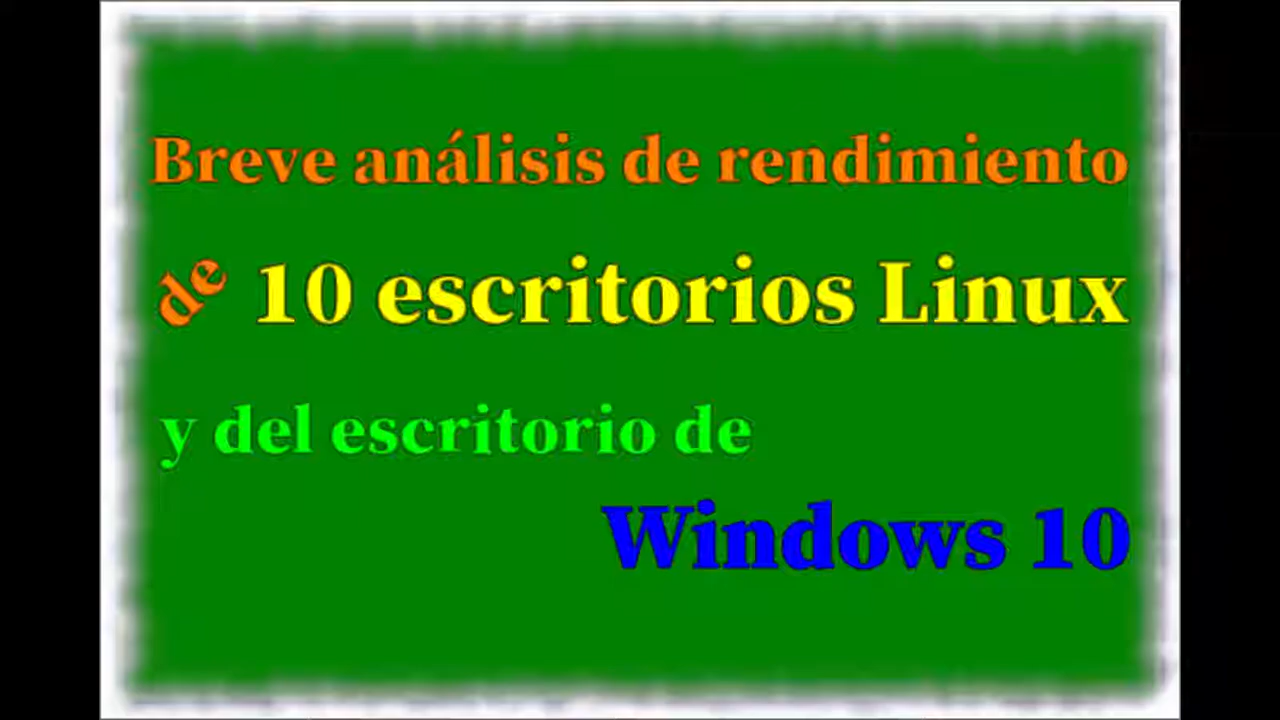 Breve análisis de rendimiento
de 10 escritorios Linux
y del escritorio de
Windows 10